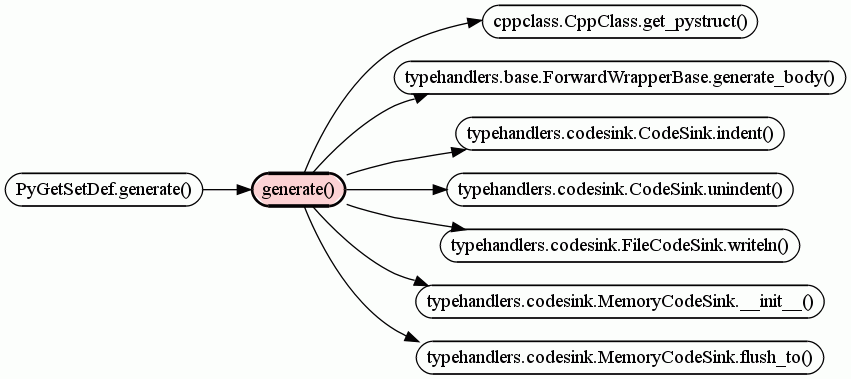 cppclass.CppClass.get_pystruct()
typehandlers.base.ForwardWrapperBase.generate_body()
typehandlers.codesink.CodeSink.indent()
PyGetSetDef.generate()
generate()
typehandlers.codesink.CodeSink.unindent()
typehandlers.codesink.FileCodeSink.writeln()
typehandlers.codesink.MemoryCodeSink.__init__()
typehandlers.codesink.MemoryCodeSink.flush_to()